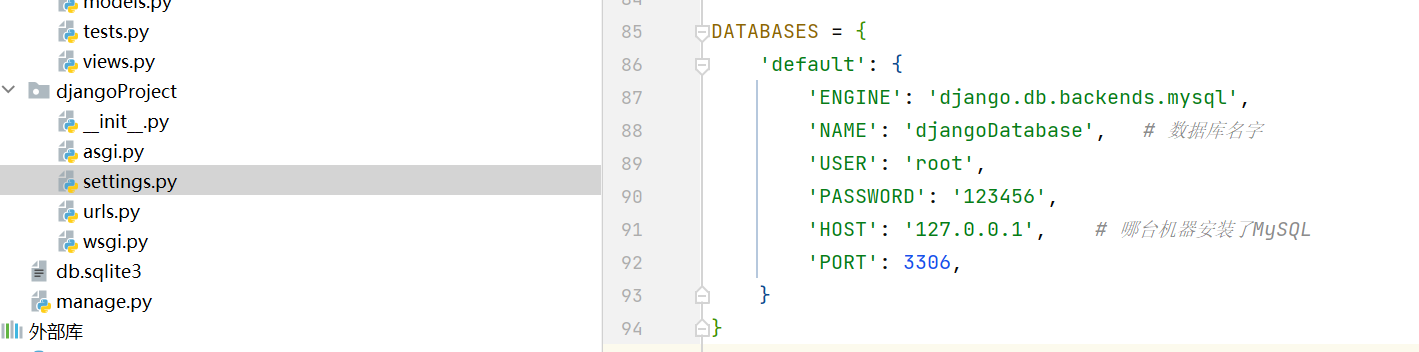 models.py
tests.py
views.py
djangoProject
__init__.py
asgi.py
settings.py
urls.py
wsgi.py
db.sqlite3
manage.py
外部库
85 DATABASES = {
86 'default': {
87 'ENGINE': 'django.db.backends.mysql',
88 'NAME': 'djangoDatabase', # 数据库名字
89 'USER': 'root',
90 'PASSWORD': '123456',
91 'HOST': '127.0.0.1', # 哪台机器安装了MySQL
92 'PORT': 3306,
93 }
94 }